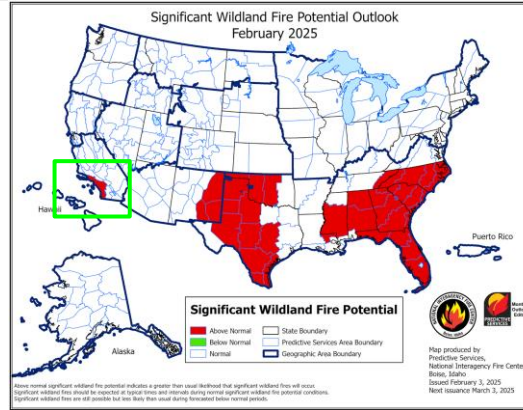 Significant Wildland Fire Potential Outlook
February 2025
Hawaii
Puerto Rico
Alaska
Significant Wildland Fire Potential
Above Normal
Below Normal
Normal
State Boundary
Predictive Services Area Boundary
Geographic Area Boundary
PREDICTIVE
SERVICES
Outlo
Map produced by
Predictive Services,
National Interagency Fire Cente
Boise, Idaho
Issued February 3, 2025
Next issuance March 3, 2025
Above normal significant wildland fire potential indicates a greater than usual likelihood that significant wildland fires will occur.
Significant wildland fires should be expected at typical times and intervals during normal significant wildland fire potential conditions.
Significant wildland fires are still possible but less likely than usual during forecasted below normal periods.